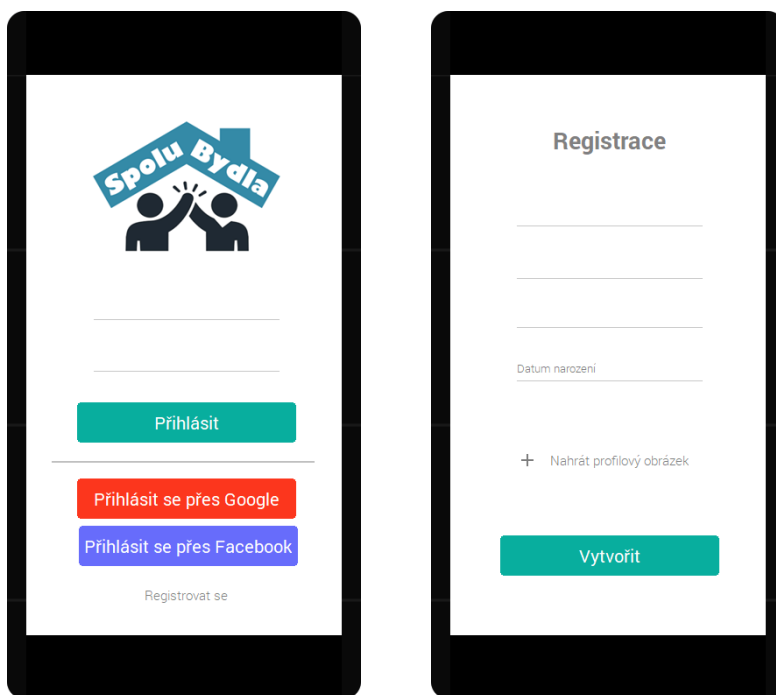 Spolu Bydla
Přihlásit
Přihlásit se přes Google
Přihlásit se přes Facebook
Registrovat se
Registrace
Datum narození
+ Nahrát profilový obrázek
Vytvořit